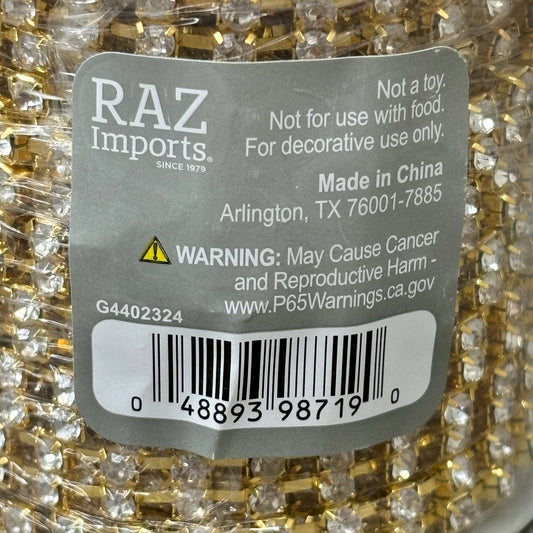 RAZ
Imports®
SINCE 1979
Not a toy.
Not for use with food.
For decorative use only.
Made in China
Arlington, TX 76001-7885
WARNING: May Cause Cancer
and Reproductive Harm -
www.P65Warnings.ca.gov
G4402324
0 48893 98719 0